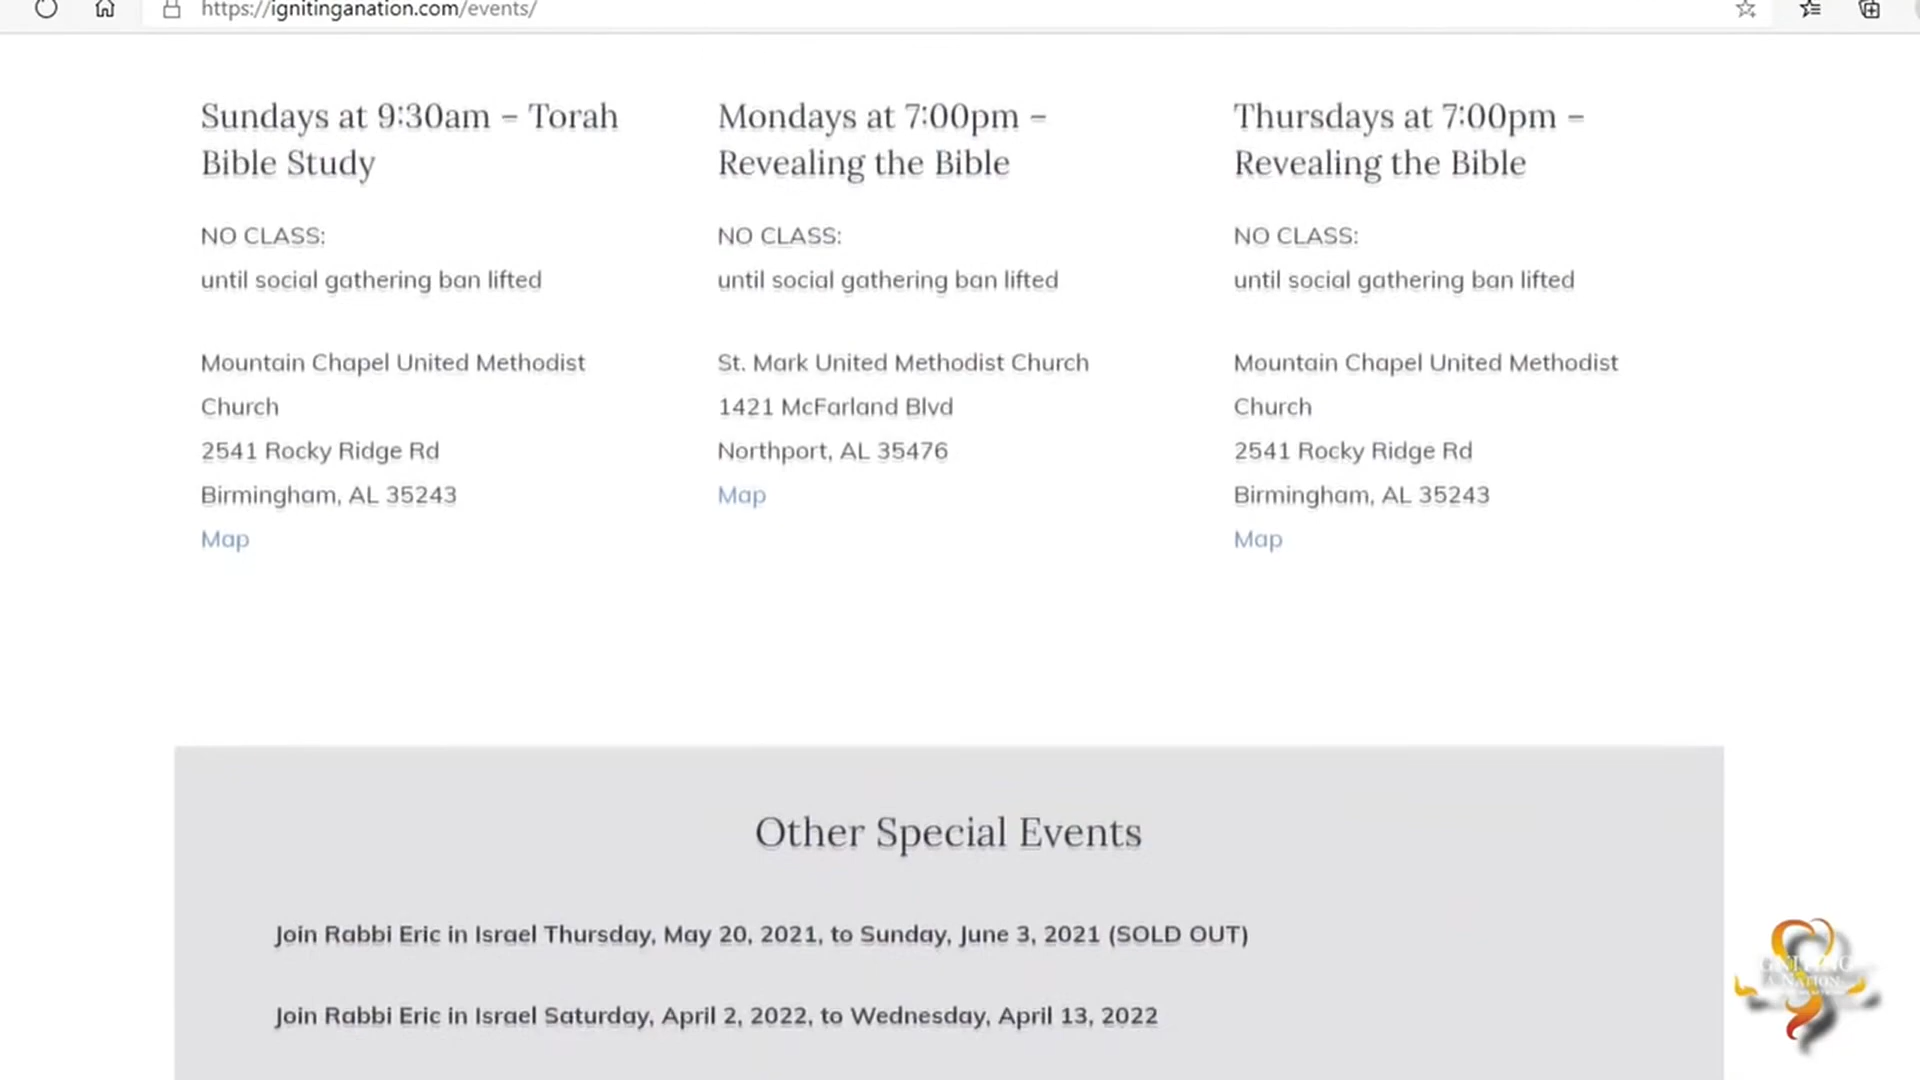 https://ignitinganation.com/events/
Sundays at 9:30am – Torah
Bible Study
NO CLASS:
until social gathering ban lifted
Mountain Chapel United Methodist
Church
2541 Rocky Ridge Rd
Birmingham, AL 35243
Map
Mondays at 7:00pm –
Revealing the Bible
NO CLASS:
until social gathering ban lifted
St. Mark United Methodist Church
1421 McFarland Blvd
Northport, AL 35476
Map
Thursdays at 7:00pm –
Revealing the Bible
NO CLASS:
until social gathering ban lifted
Mountain Chapel United Methodist
Church
2541 Rocky Ridge Rd
Birmingham, AL 35243
Map
Other Special Events
Join Rabbi Eric in Israel Thursday, May 20, 2021, to Sunday, June 3, 2021 (SOLD OUT)
Join Rabbi Eric in Israel Saturday, April 2, 2022, to Wednesday, April 13, 2022
A NATION